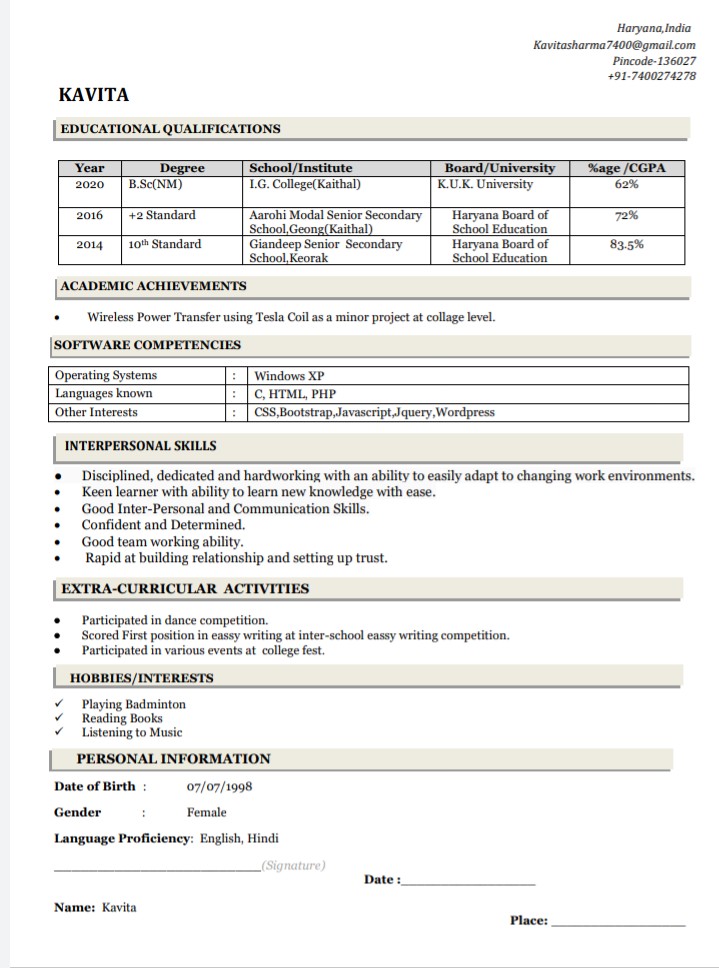 Haryana,India
Kavitasharma7400@gmail.com
Pincode-136027
+91-7400274278
KAVITA
EDUCATIONAL QUALIFICATIONS
Year Degree School/Institute Board/University %age /CGPA
2020 B.Sc(NM) I.G. College(Kaithal) K.U.K. University 62%
2016 +2 Standard Aarohi Modal Senior Secondary Haryana Board of 72%
School,Geong(Kaithal) School Education
2014 10th Standard Giandeep Senior Secondary Haryana Board of 83.5%
School,Keorak School Education
ACADEMIC ACHIEVEMENTS
• Wireless Power Transfer using Tesla Coil as a minor project at collage level.
SOFTWARE COMPETENCIES
Operating Systems : Windows XP
Languages known : C, HTML, PHP
Other Interests : CSS,Bootstrap,Javascript,Jquery,Wordpress
INTERPERSONAL SKILLS
• Disciplined, dedicated and hardworking with an ability to easily adapt to changing work environments.
• Keen learner with ability to learn new knowledge with ease.
• Good Inter-Personal and Communication Skills.
• Confident and Determined.
• Good team working ability.
• Rapid at building relationship and setting up trust.
EXTRA-CURRICULAR ACTIVITIES
• Participated in dance competition.
• Scored First position in eassy writing at inter-school eassy writing competition.
• Participated in various events at college fest.
HOBBIES/INTERESTS
✓ Playing Badminton
✓ Reading Books
✓ Listening to Music
PERSONAL INFORMATION
Date of Birth : 07/07/1998
Gender : Female
Language Proficiency: English, Hindi
(Signature)
Date :
Name: Kavita
Place: